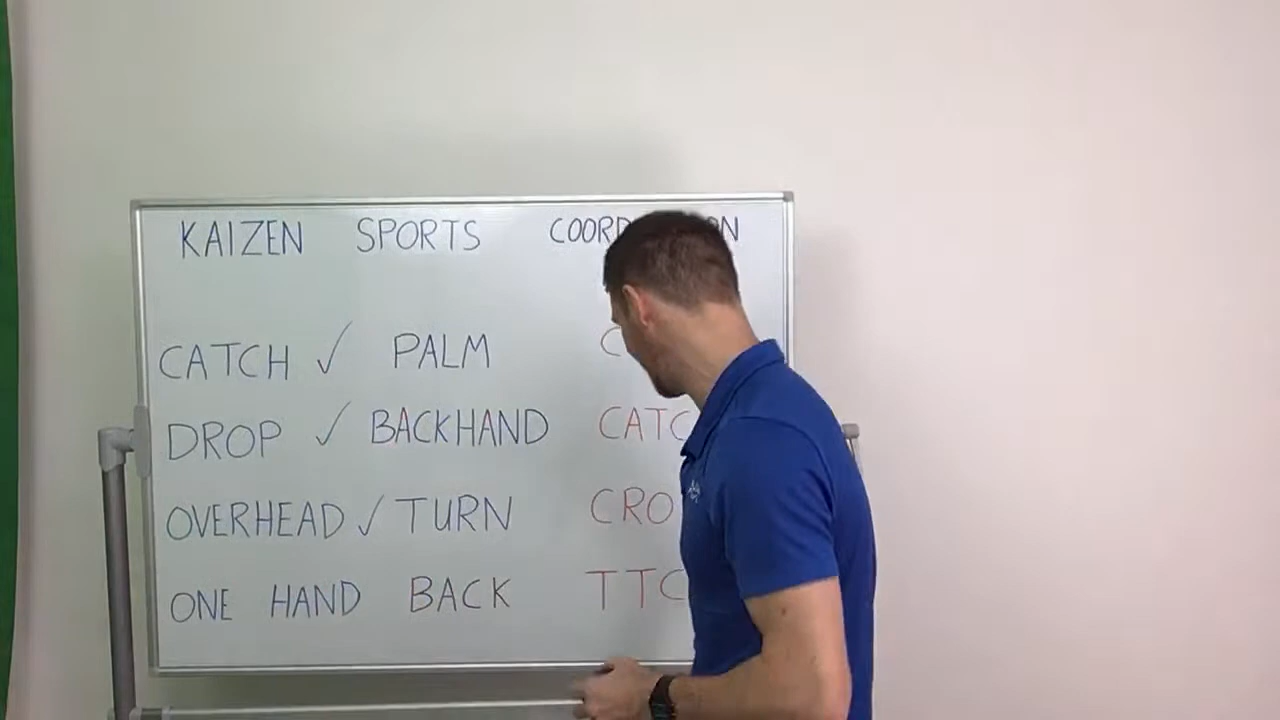 KAIZEN SPORTS
CATCH ✓ PALM
DROP ✓ BACKHAND
OVERHEAD ✓ TURN
ONE HAND BACK